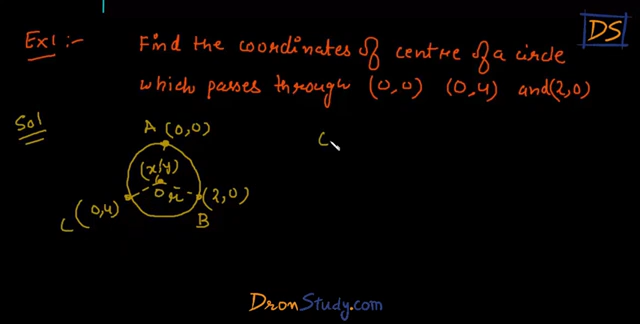 DS
Ex1:- Find the coordinates of centre of a circle
which passes through (0,0) (0,4) and (2,0)
Sol
A (0,0)
(x,y)
O r (2,0)
C (0,4)
B
(
DronStudy.com